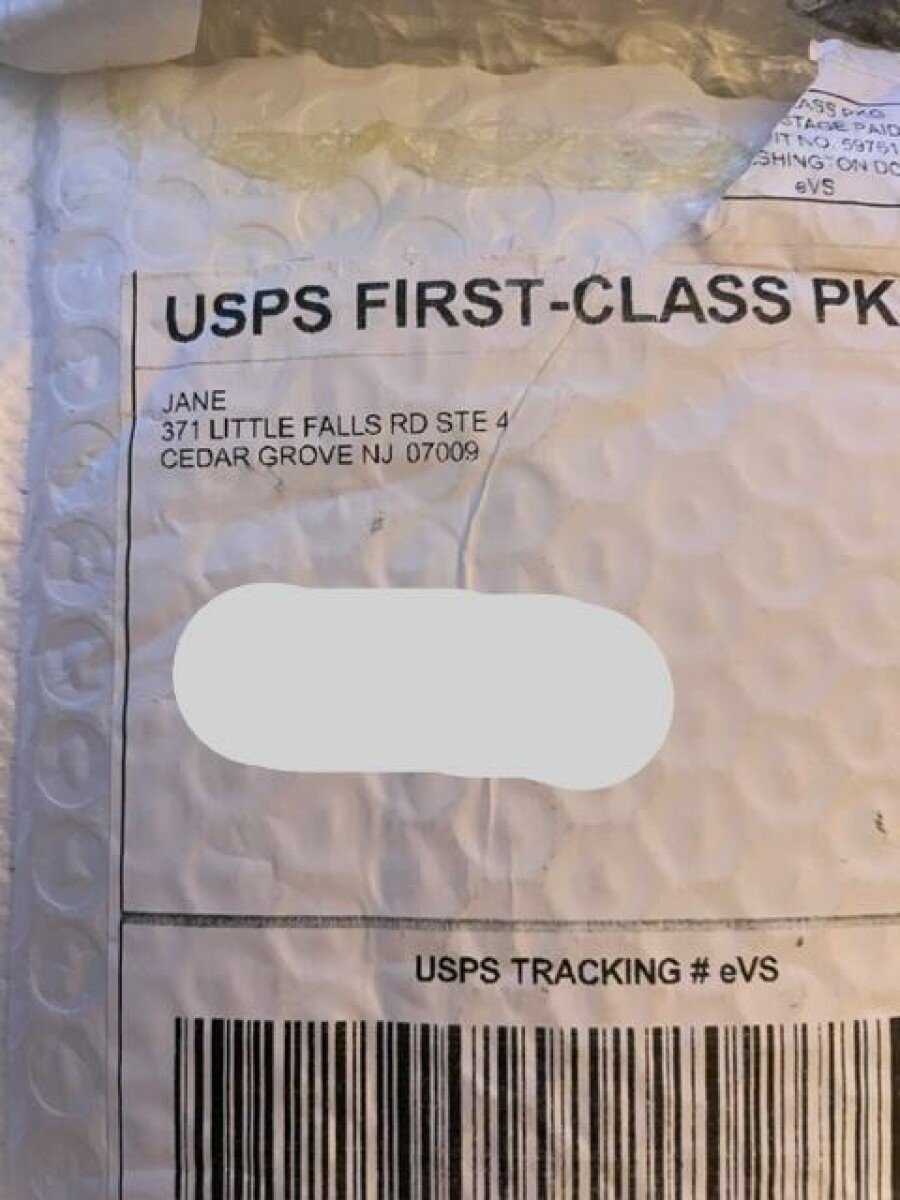 ASS PKG
STAGE PAID
IT NO. 59761
SHINGTON DC
eVS
USPS FIRST-CLASS PK
JANE
371 LITTLE FALLS RD STE 4
CEDAR GROVE NJ 07009
USPS TRACKING # eVS